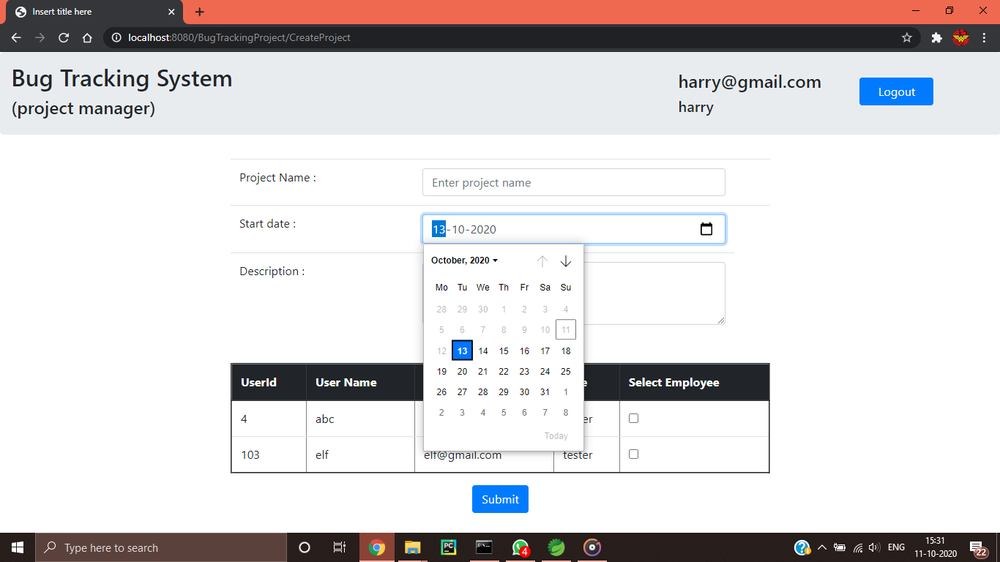 Insert title here
localhost:8080/BugTrackingProject/CreateProject
Bug Tracking System
(project manager)
harry@gmail.com
harry
Logout
Project Name :
Enter project name
Start date :
13-10-2020
Description :
October, 2020
Mo Tu We Th Fr Sa Su
28 29 30 1 2 3 4
5 6 7 8 9 10 11
12 13 14 15 16 17 18
19 20 21 22 23 24 25
26 27 28 29 30 31 1
2 3 4 5 6 7 8
Today
UserId User Name Select Employee
4 abc
103 elf elf@gmail.com tester
Submit
Type here to search
PC
4
ENG
15:31
11-10-2020
22